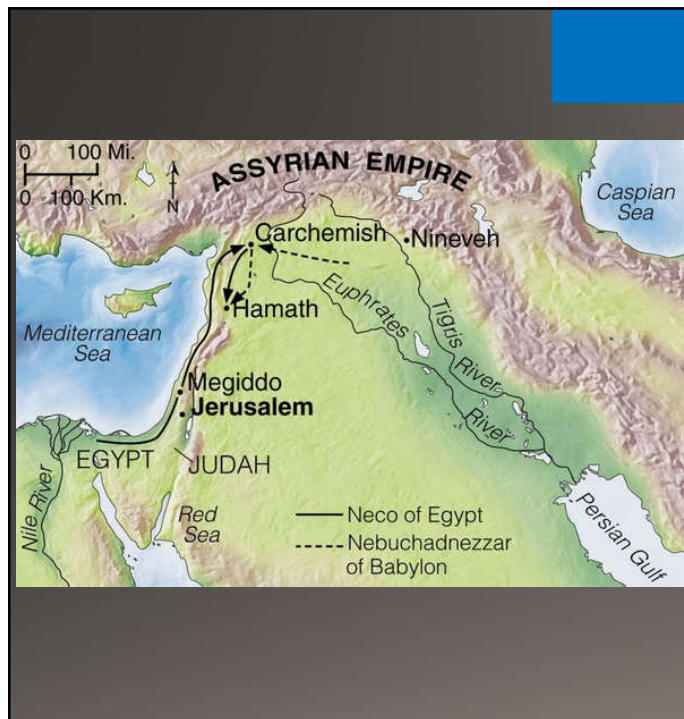 0 100 Mi.
0 100 Km.
N
ASSYRIAN EMPIRE
Caspian
Sea
Carchemish
Nineveh
Hamath
Euphrates
River
Tigris
River
Mediterranean
Sea
Megiddo
Jerusalem
EGYPT
JUDAH
Nile River
Red
Sea
Persian Gulf
Neco of Egypt
Nebuchadnezzar
of Babylon